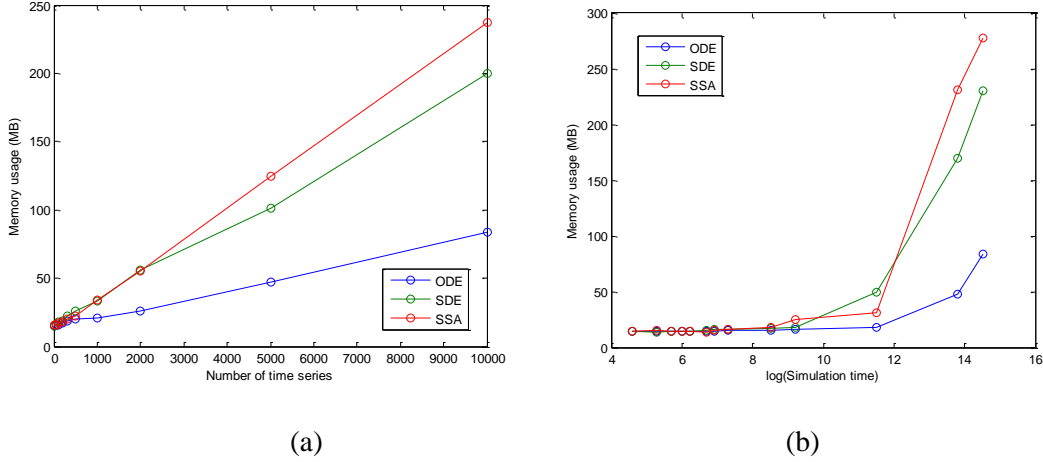 250
200
150
100
50
0
Memory usage (MB)
0 1000 2000 3000 4000 5000 6000 7000 8000 9000 10000
Number of time series
ODE
SDE
SSA
(a)
300
250
200
150
100
50
0
Memory usage (MB)
4 6 8 10 12 14 16
log(Simulation time)
ODE
SDE
SSA
(b)